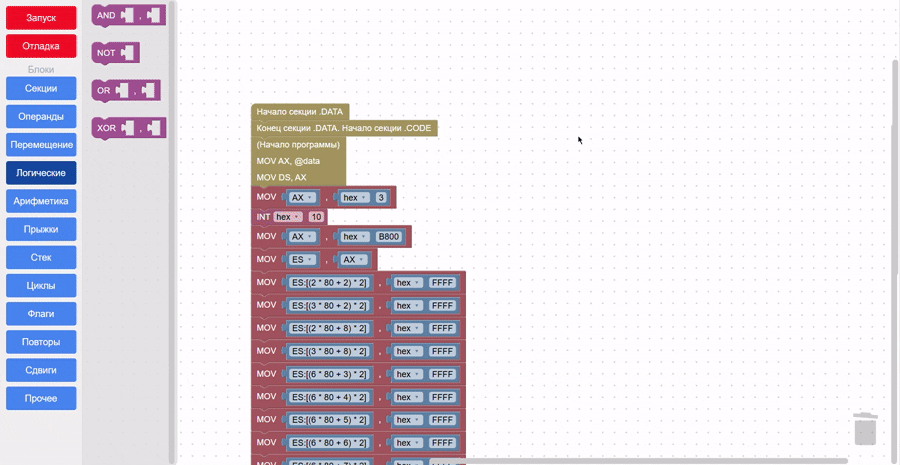 Запуск
Отладка
Блоки
Секции
Операнды
Перемещение
Логические
Арифметика
Прыжки
Стек
Циклы
Флаги
Повторы
Сдвиги
Прочее
AND ,
NOT
OR ,
XOR ,
Начало секции .DATA
Конец секции .DATA. Начало секции .CODE
(Начало программы)
MOV AX, @data
MOV DS, AX
MOV AX , hex 3
INT hex 10
MOV AX , hex B800
MOV ES , AX
MOV ES:[(2 * 80 + 2) * 2] , hex FFFF
MOV ES:[(3 * 80 + 2) * 2] , hex FFFF
MOV ES:[(2 * 80 + 8) * 2] , hex FFFF
MOV ES:[(3 * 80 + 8) * 2] , hex FFFF
MOV ES:[(6 * 80 + 3) * 2] , hex FFFF
MOV ES:[(6 * 80 + 4) * 2] , hex FFFF
MOV ES:[(6 * 80 + 5) * 2] , hex FFFF
MOV ES:[(6 * 80 + 6) * 2] , hex FFFF